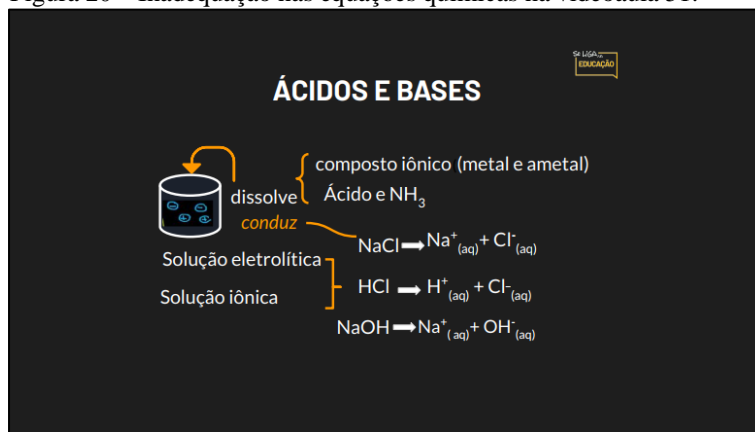 Figura 20 – Inadequação nas equações químicas na videoaula 31.
Se LIGA na
EDUCAÇÃO
ÁCIDOS E BASES
composto iônico (metal e ametal)
dissolve
Ácido e NH₃
conduz
NaCl ➡ Na⁺(aq) + Cl⁻(aq)
Solução eletrolítica
HCl ➡ H⁺(aq) + Cl-(aq)
Solução iônica
NaOH ➡ Na⁺(aq) + OH⁻(aq)